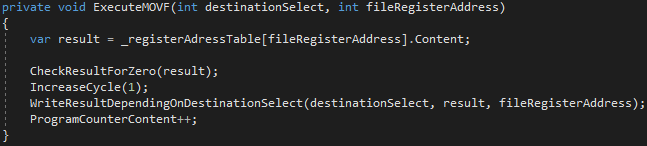 private void ExecuteMOVF(int destinationSelect, int fileRegisterAddress)
{
var result = _registerAdressTable[fileRegisterAddress].Content;
CheckResultForZero(result);
IncreaseCycle(1);
WriteResultDependingOnDestinationSelect(destinationSelect, result, fileRegisterAddress);
ProgramCounterContent++;
}